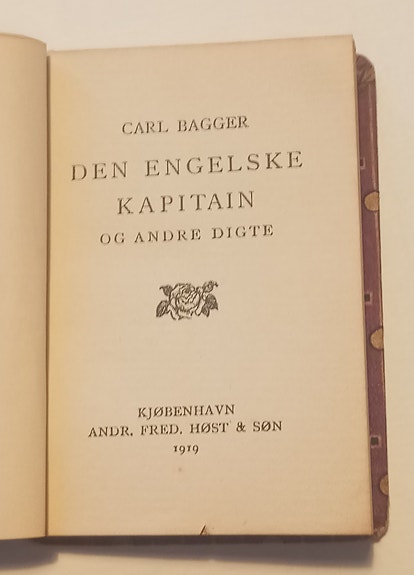 CARL BAGGER
DEN ENGELSKE
KAPITAIN
OG ANDRE DIGTE
KJØBENHAVN
ANDR. FRED. HØST & SØN
1919